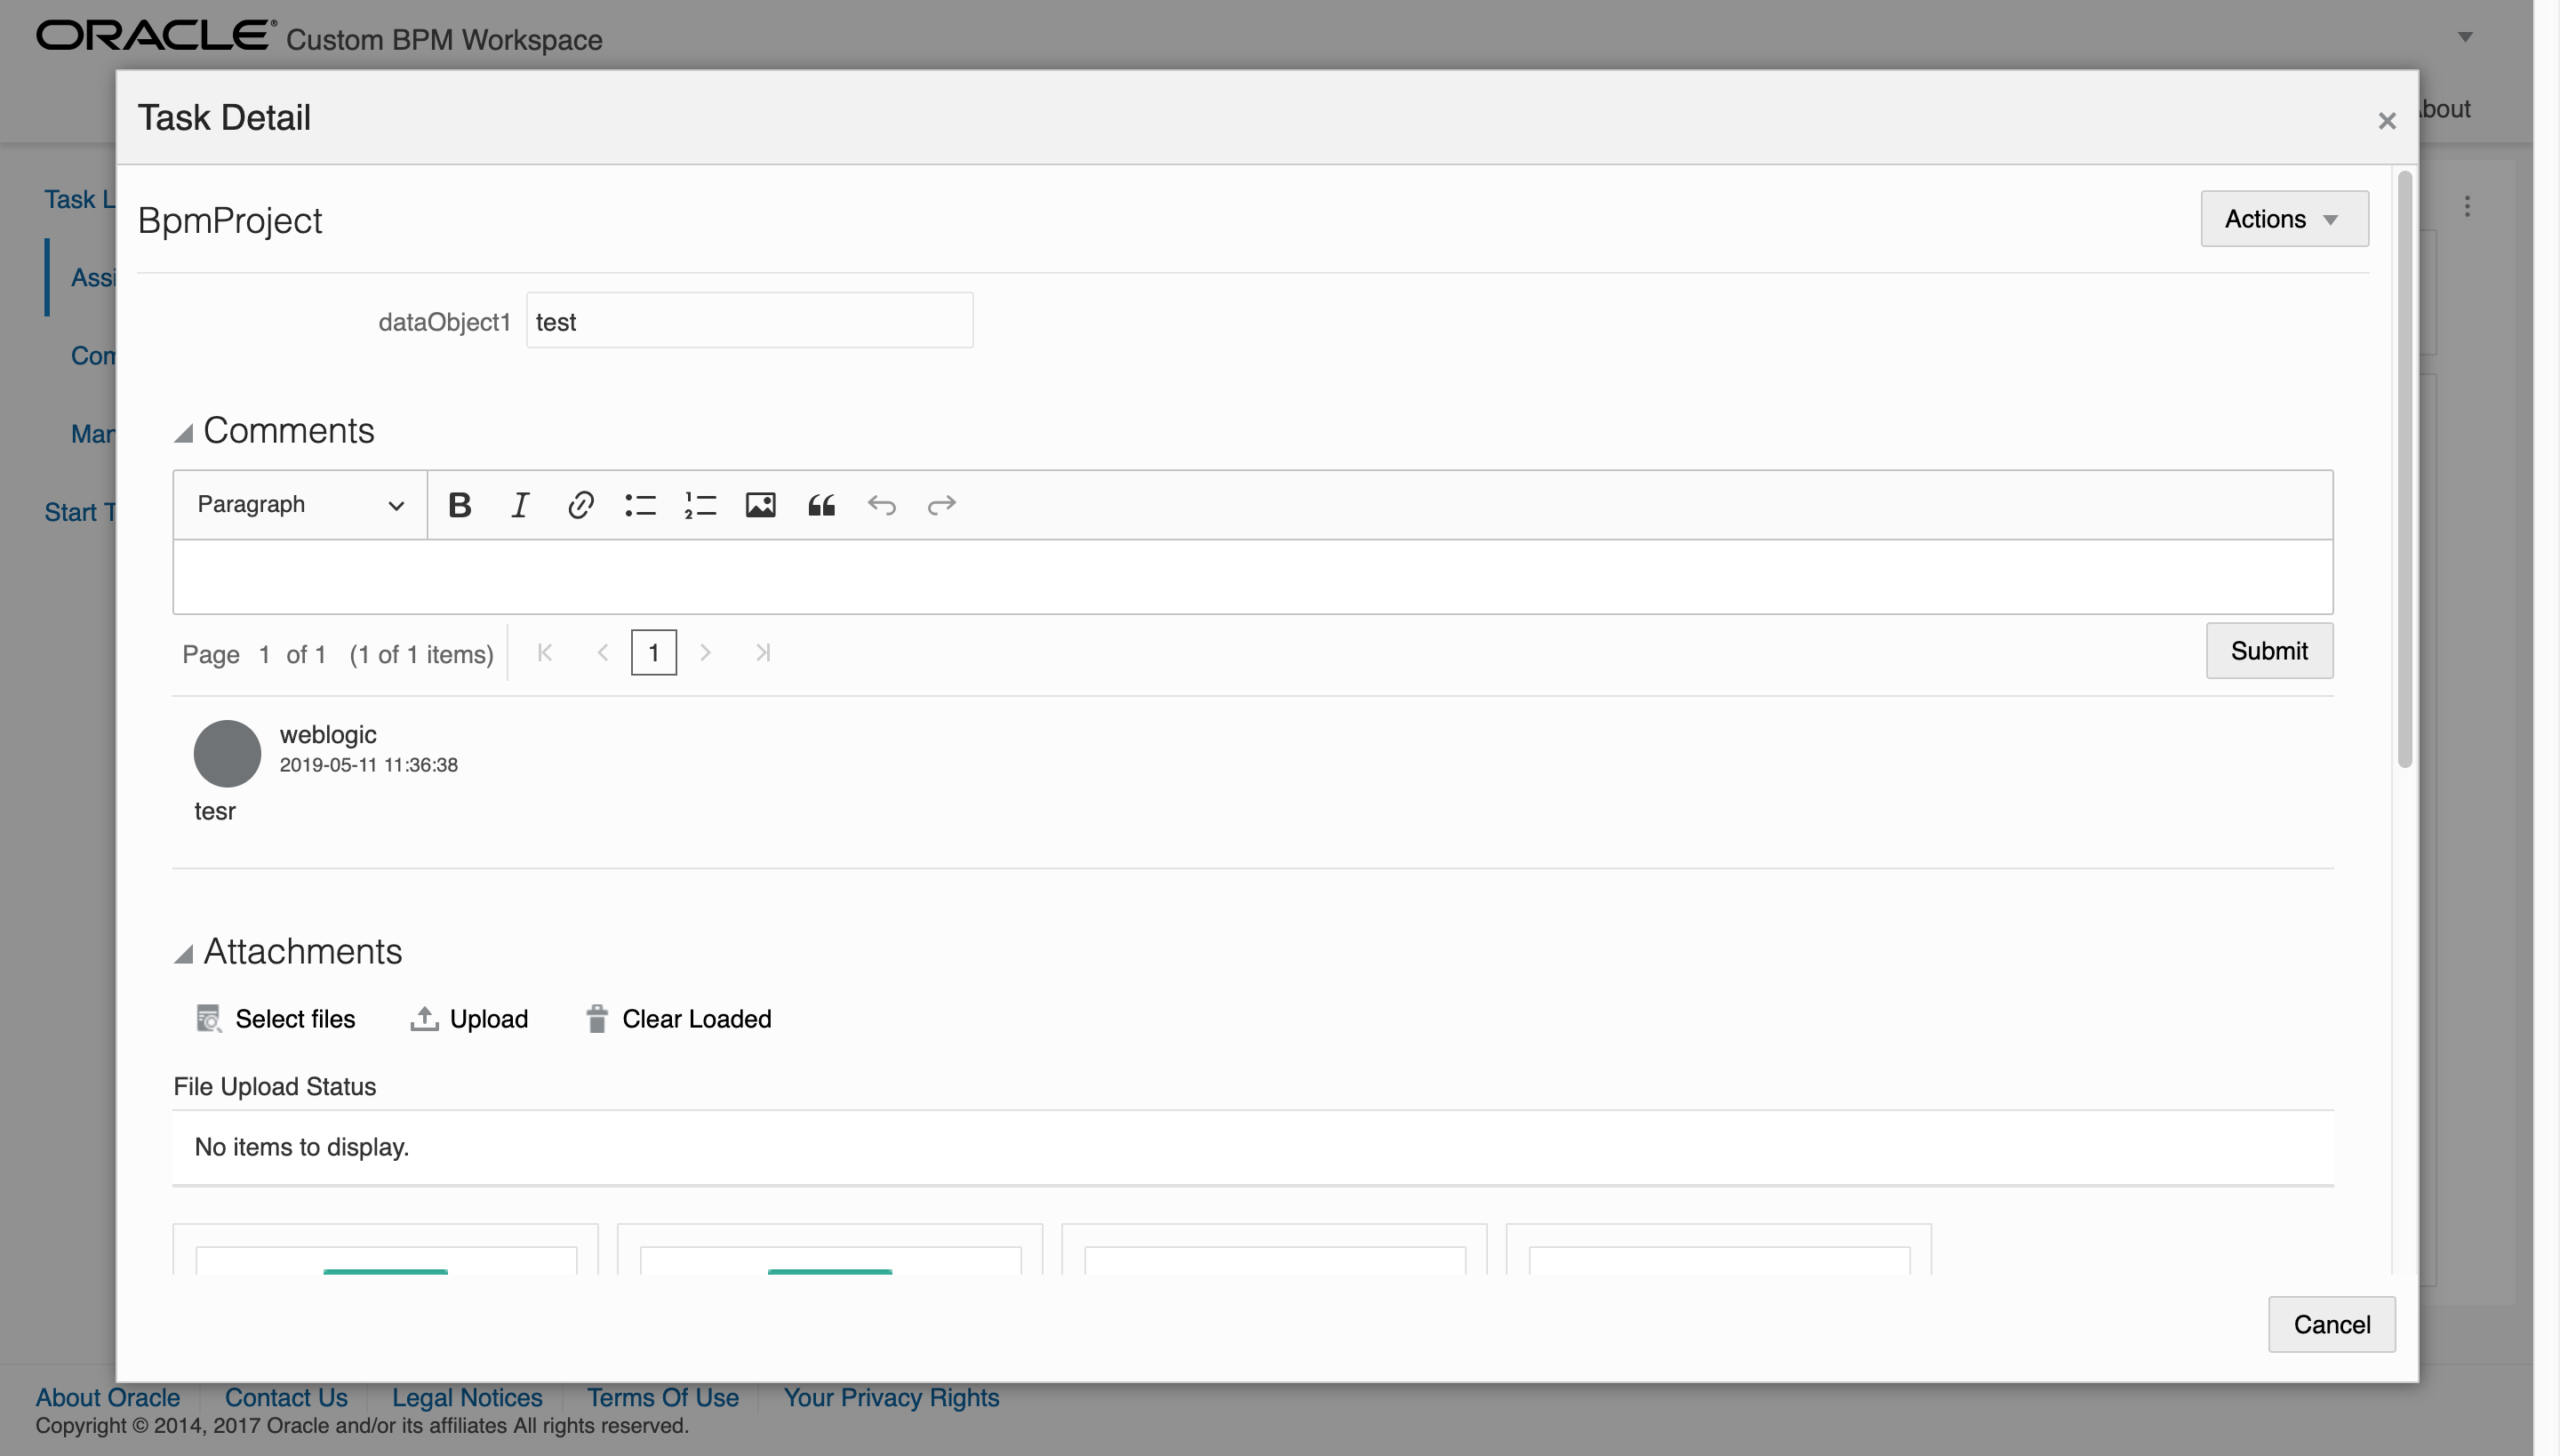 ORACLE® Custom BPM Workspace
Task Detail
×
About
Task L
BpmProject
Actions
Assi
dataObject1 test
Com
Comments
Man
Paragraph B I
Start T
Page 1 of 1 (1 of 1 items) 1
Submit
weblogic
2019-05-11 11:36:38
tesr
Attachments
Select files Upload Clear Loaded
File Upload Status
No items to display.
Cancel
About Oracle Contact Us Legal Notices Terms Of Use Your Privacy Rights
Copyright © 2014, 2017 Oracle and/or its affiliates All rights reserved.